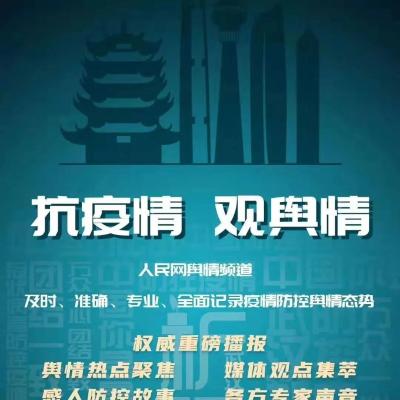 抗疫情 观舆情
人民网舆情频道
及时、准确、专业、全面记录疫情防控舆情态势
权威重磅播报
舆情热点聚焦 媒体观点集萃
感人防控故事 各方专家声音